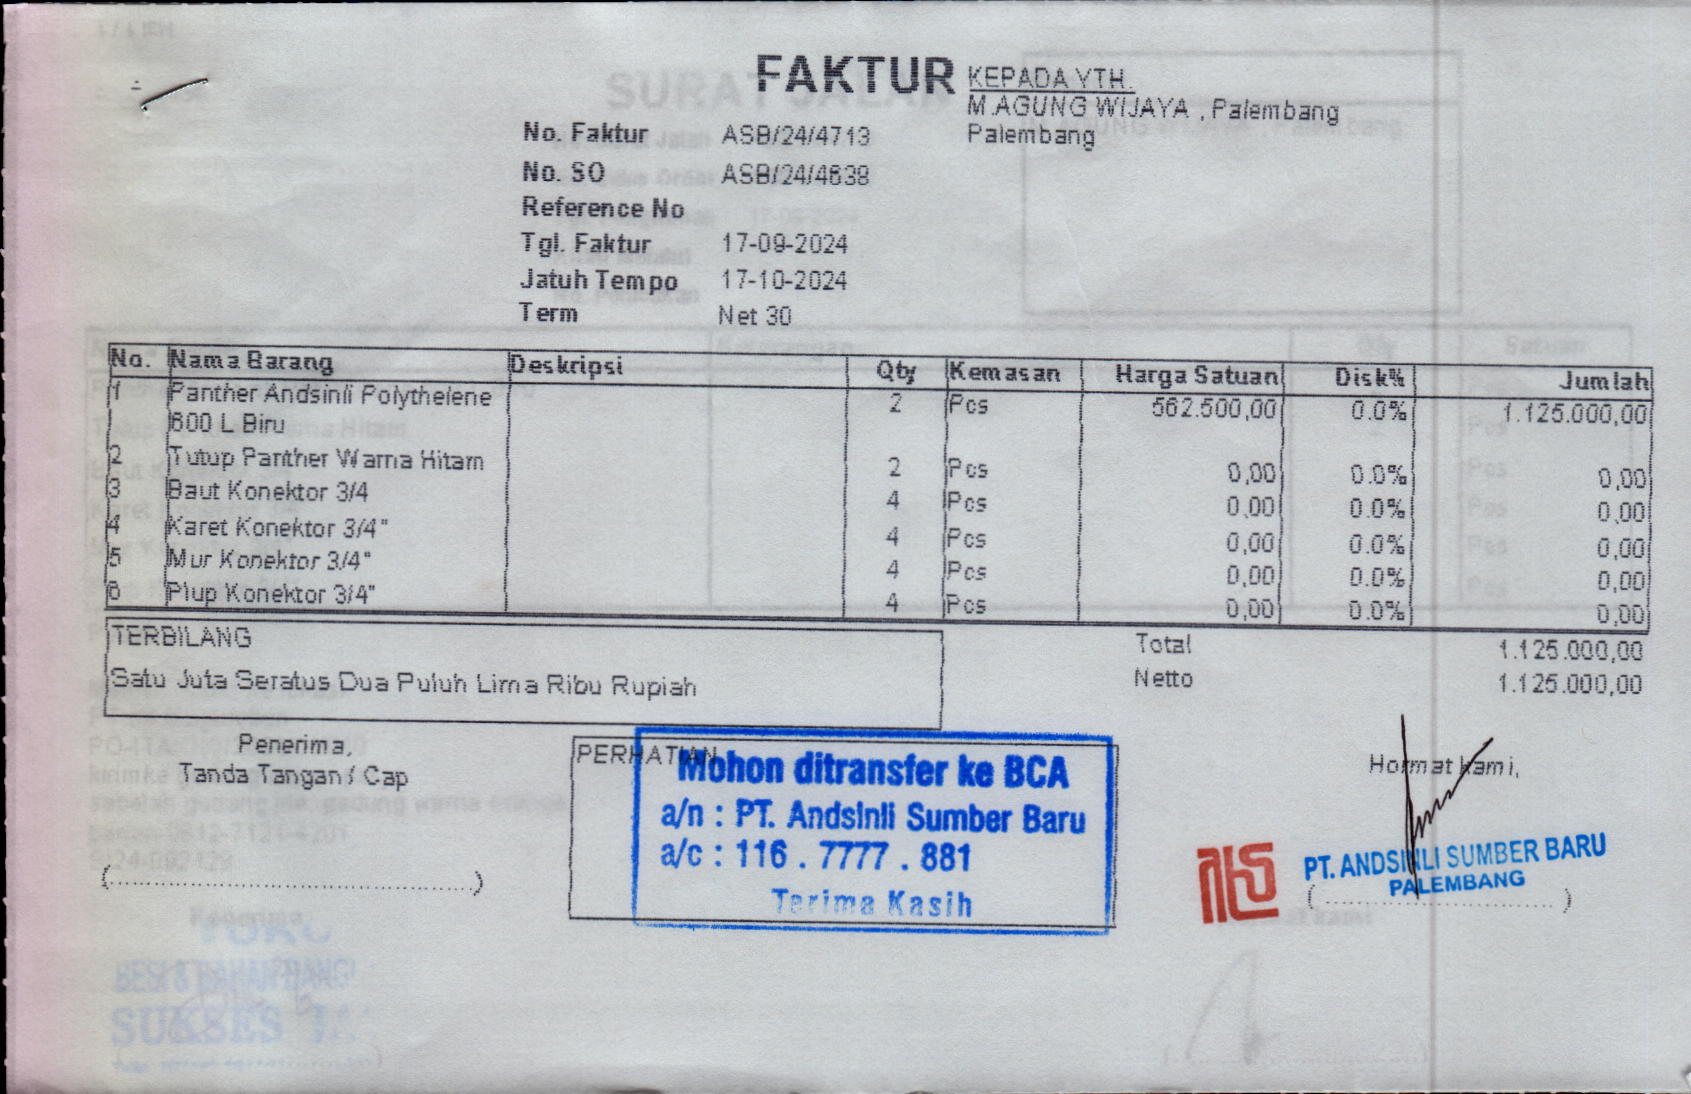 FAKTUR
KEPADA YTH.
M.AGUNG WIJAYA , Palembang
Palembang
No. Faktur ASB/24/4713
No. SO ASB/24/4638
Reference No
Tgl. Faktur 17-09-2024
Jatuh Tempo 17-10-2024
Term Net 30
No. Nama Barang Deskripsi Qty Kemasan Harga Satuan Disk% Jumlah
1 Panther Andsinli Polythelene 2 Pcs 562.500,00 0.0% 1.125.000,00
600 L Biru
2 Tutup Panther Warna Hitam 2 Pcs 0,00 0.0% 0,00
3 Baut Konektor 3/4 4 Pcs 0,00 0.0% 0,00
4 Karet Konektor 3/4" 4 Pcs 0,00 0.0% 0,00
5 Mur Konektor 3/4" 4 Pcs 0,00 0.0% 0,00
6 Plup Konektor 3/4" 4 Pcs 0,00 0.0% 0,00
TERBILANG
Satu Juta Seratus Dua Puluh Lima Ribu Rupiah
Total 1.125.000,00
Netto 1.125.000,00
Penerima,
Tanda Tangan / Cap
PERHATIAN
Mohon ditransfer ke BCA
a/n : PT. Andsinli Sumber Baru
a/c : 116 . 7777 . 881
Terima Kasih
Hormat kami,
PT. ANDSINLI SUMBER BARU
PALEMBANG
SURAT JALAN